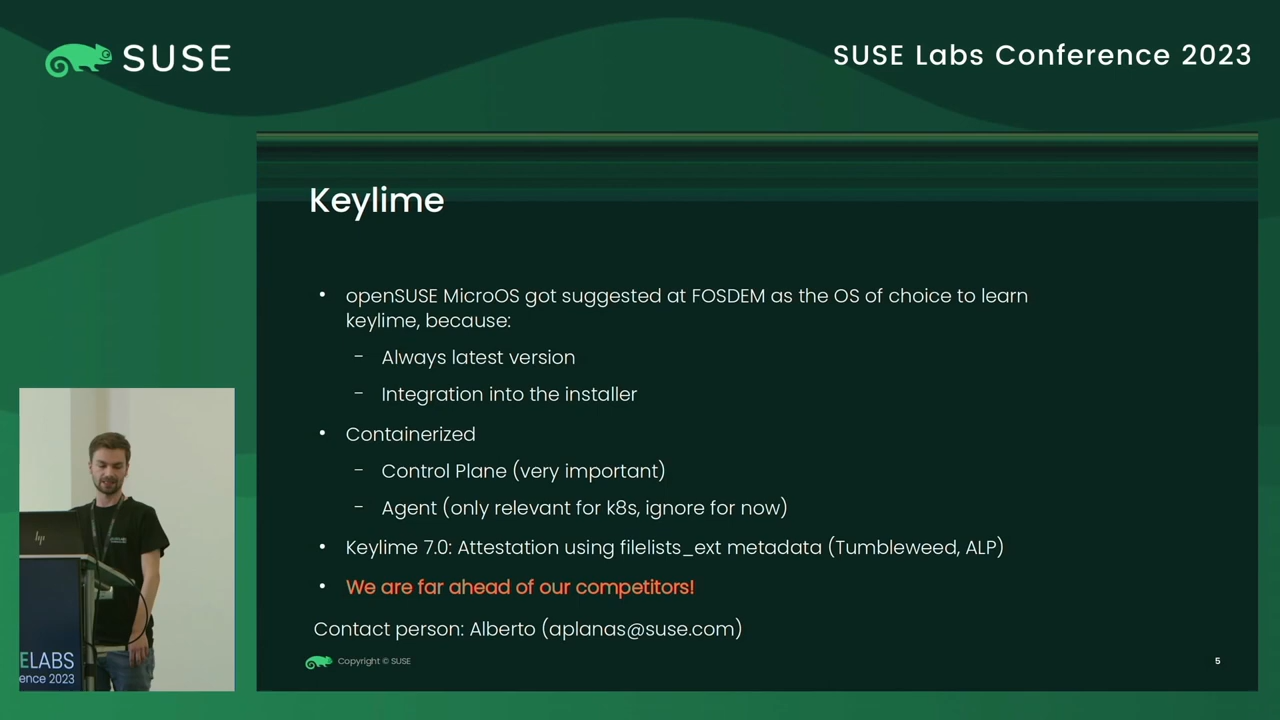 SUSE
SUSE Labs Conference 2023
Keylime
• openSUSE MicroOS got suggested at FOSDEM as the OS of choice to learn
keylime, because:
– Always latest version
– Integration into the installer
• Containerized
– Control Plane (very important)
– Agent (only relevant for k8s, ignore for now)
• Keylime 7.0: Attestation using filelists_ext metadata (Tumbleweed, ALP)
• We are far ahead of our competitors!
Contact person: Alberto (aplanas@suse.com)
Copyright © SUSE
5
hp
ELABS
ence 2023